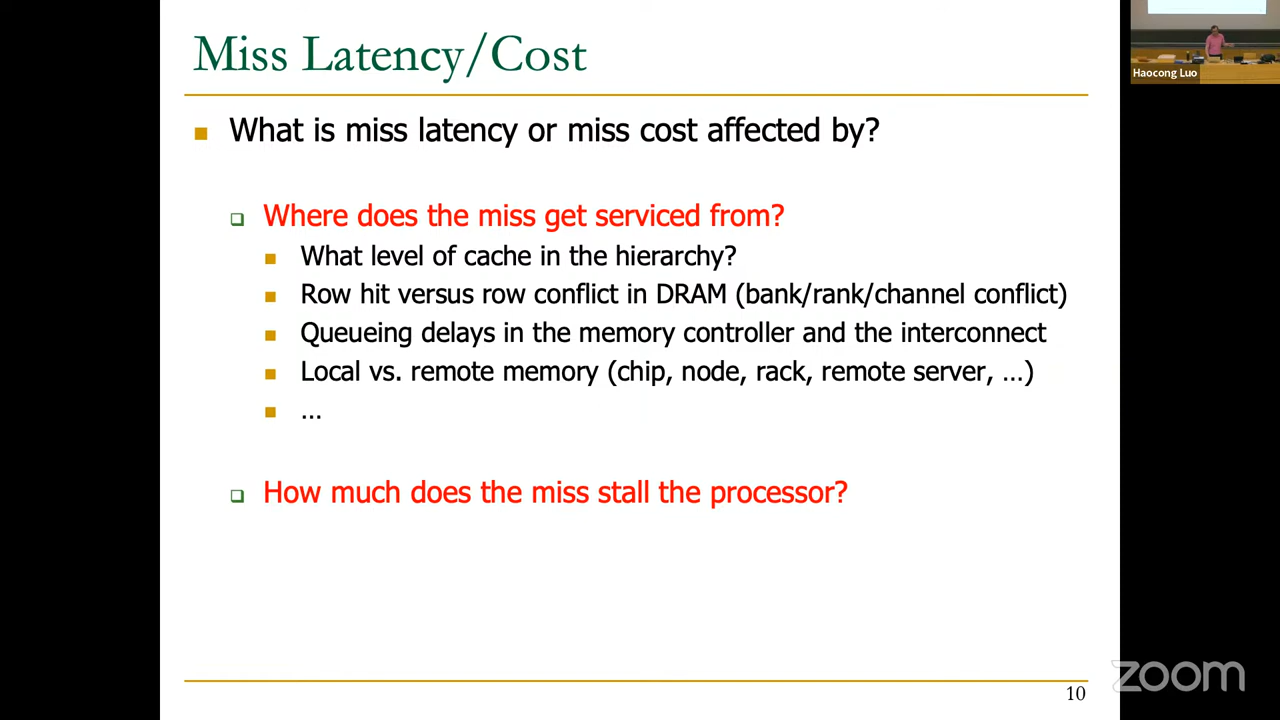 Miss Latency/Cost
What is miss latency or miss cost affected by?
Where does the miss get serviced from?
What level of cache in the hierarchy?
Row hit versus row conflict in DRAM (bank/rank/channel conflict)
Queueing delays in the memory controller and the interconnect
Local vs. remote memory (chip, node, rack, remote server, ...)
...
How much does the miss stall the processor?
10
Haocong Luo
zoom